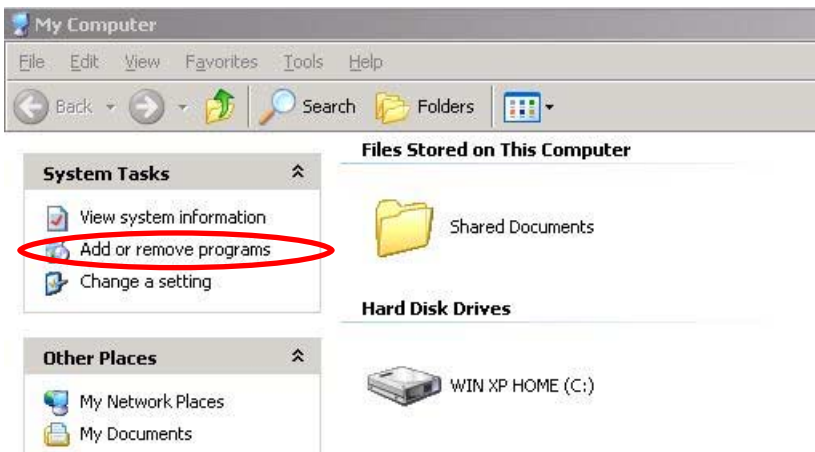 My Computer
File Edit View Favorites Tools Help
Back Search Folders
System Tasks
View system information
Add or remove programs
Change a setting
Other Places
My Network Places
My Documents
Files Stored on This Computer
Shared Documents
Hard Disk Drives
WIN XP HOME (C:)